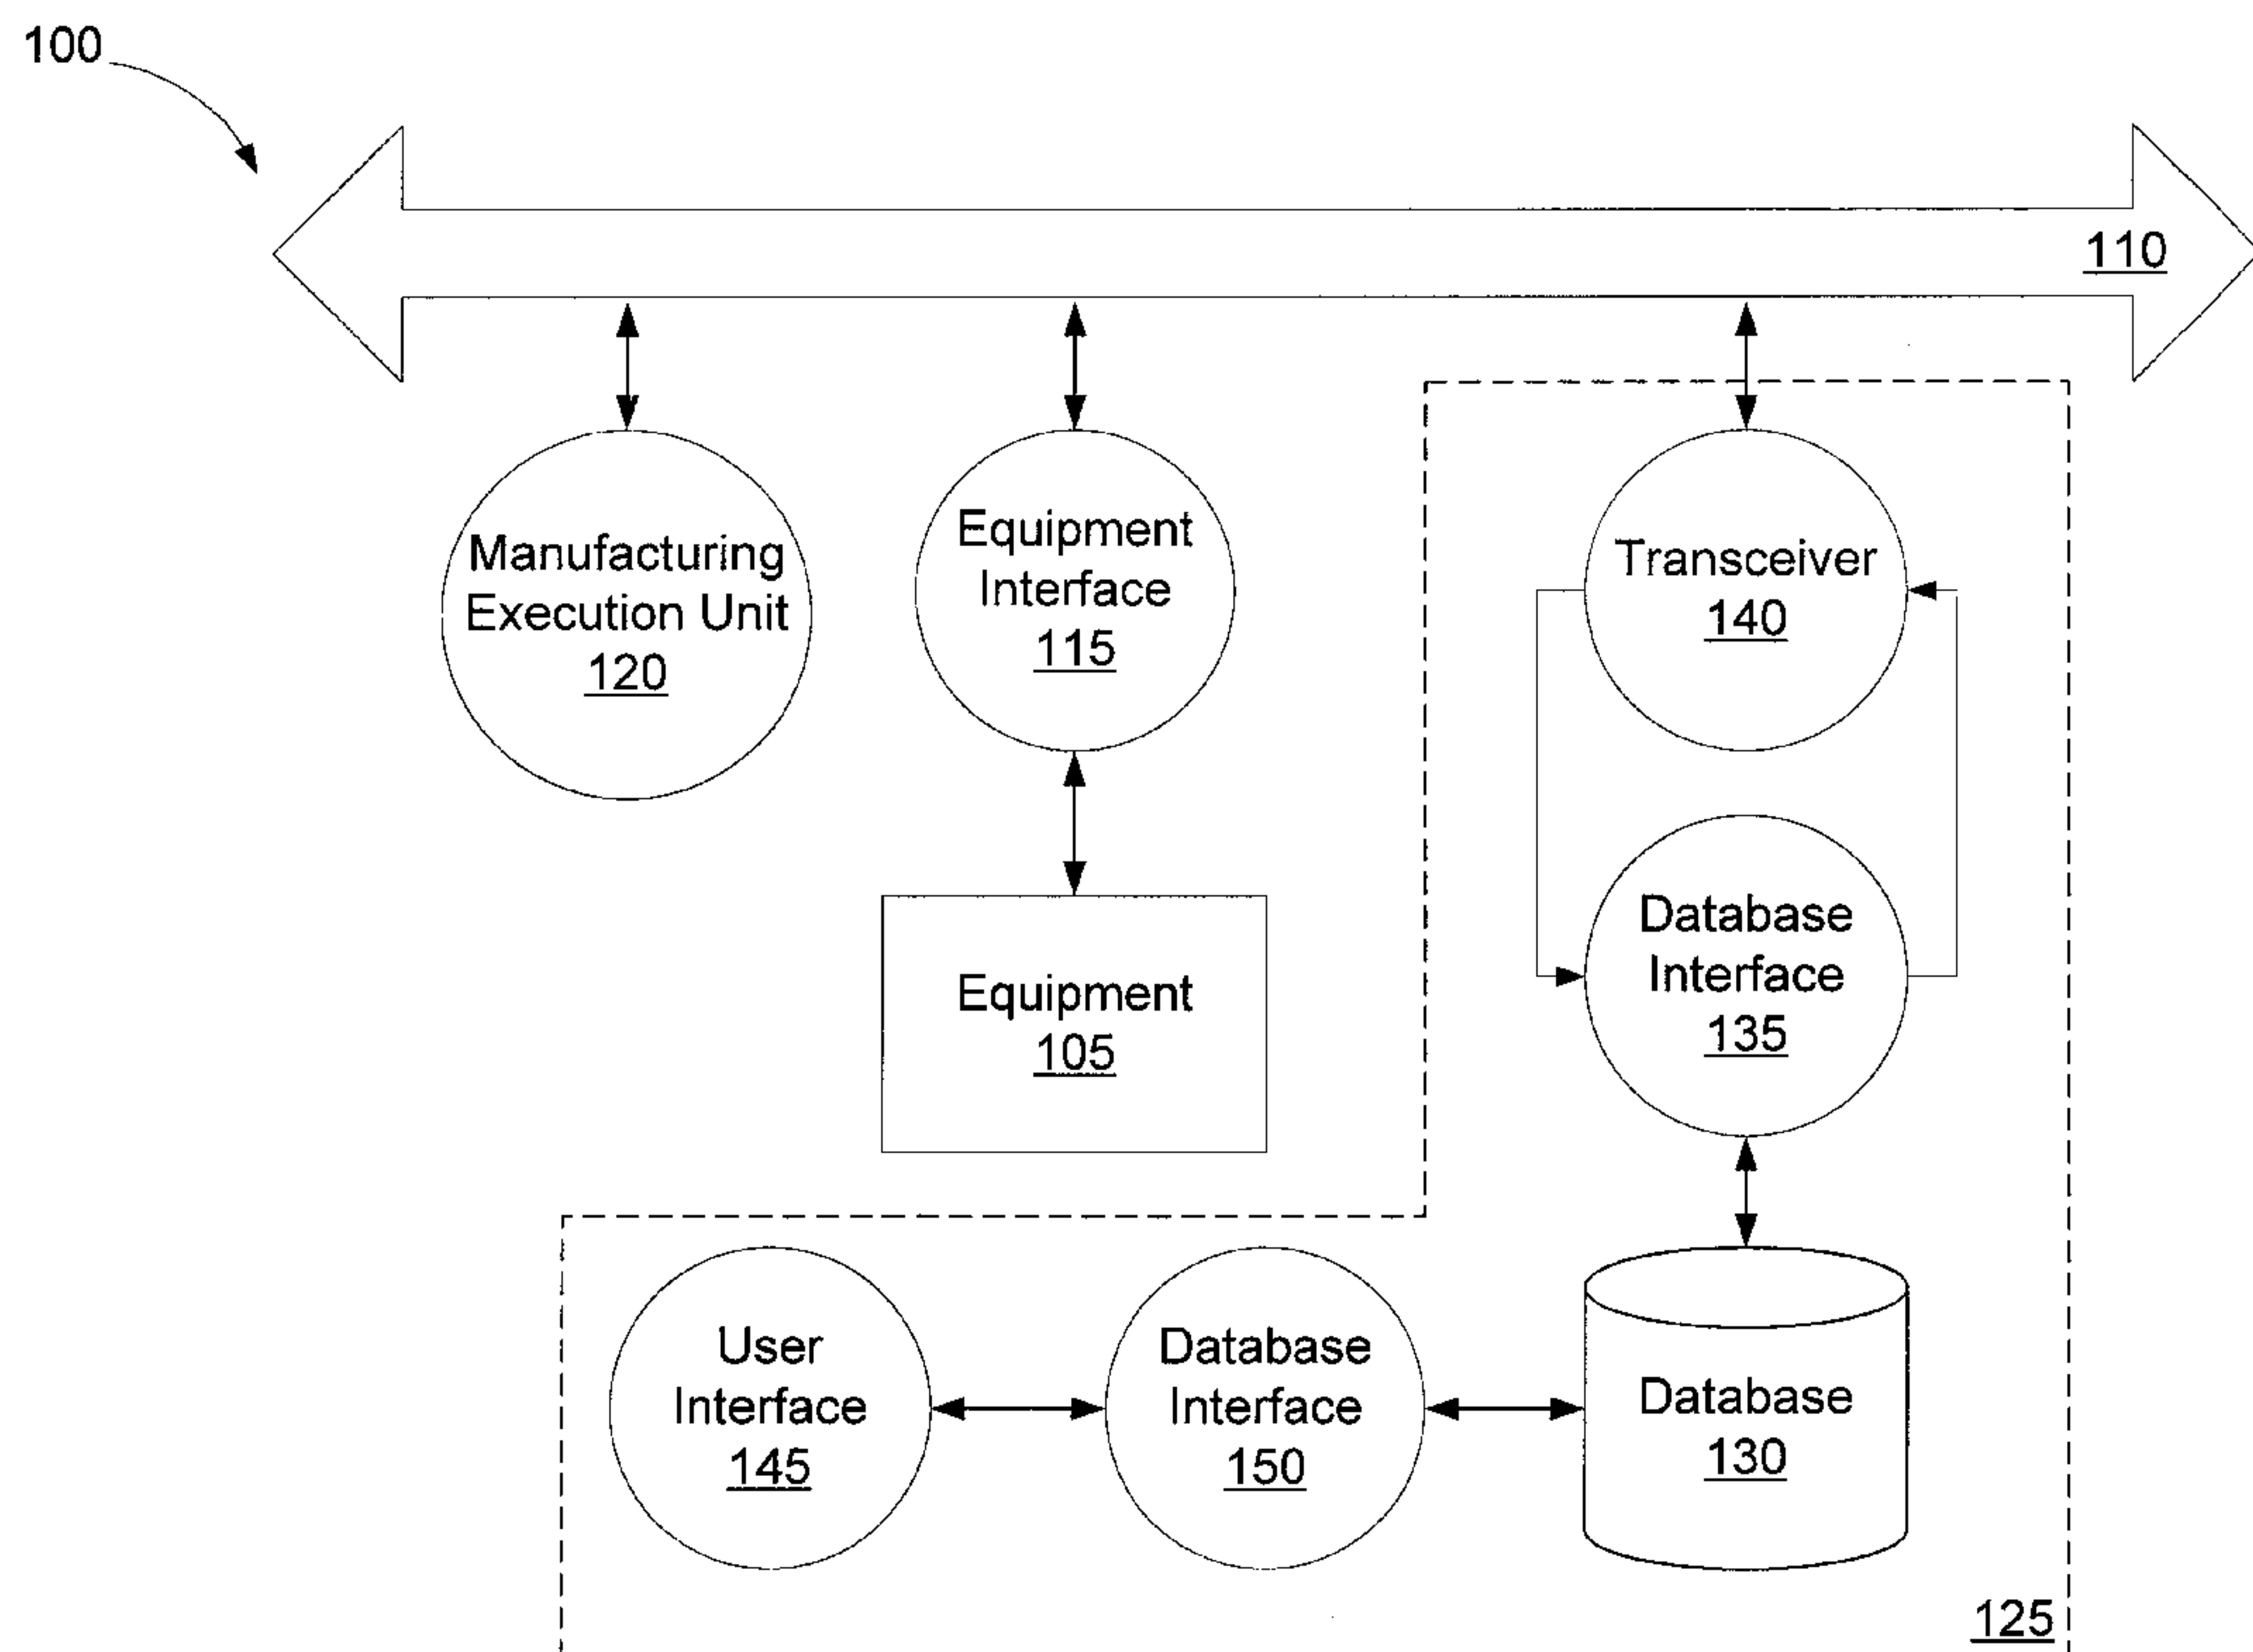 100
110
Manufacturing
Execution Unit
120
Equipment
Interface
115
Transceiver
140
Database
Interface
135
Equipment
105
User
Interface
145
Database
Interface
150
Database
130
125